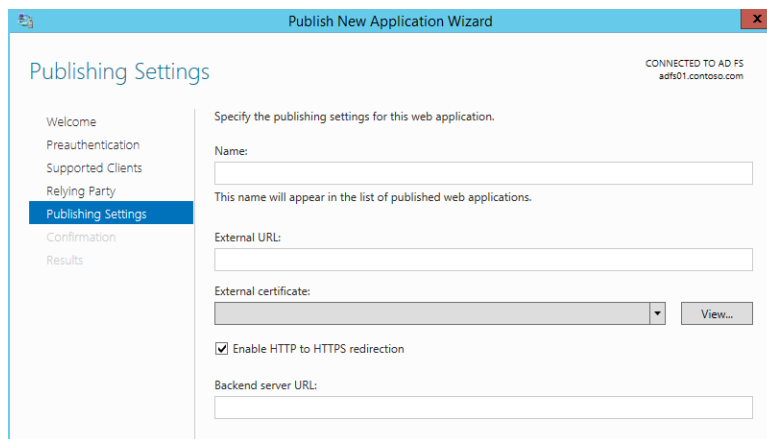 Publish New Application Wizard
x
Publishing Settings
CONNECTED TO AD FS
adfs01.contoso.com
Welcome
Preauthentication
Supported Clients
Relying Party
Publishing Settings
Confirmation
Results
Specify the publishing settings for this web application.
Name:
This name will appear in the list of published web applications.
External URL:
External certificate:
View...
Enable HTTP to HTTPS redirection
Backend server URL: